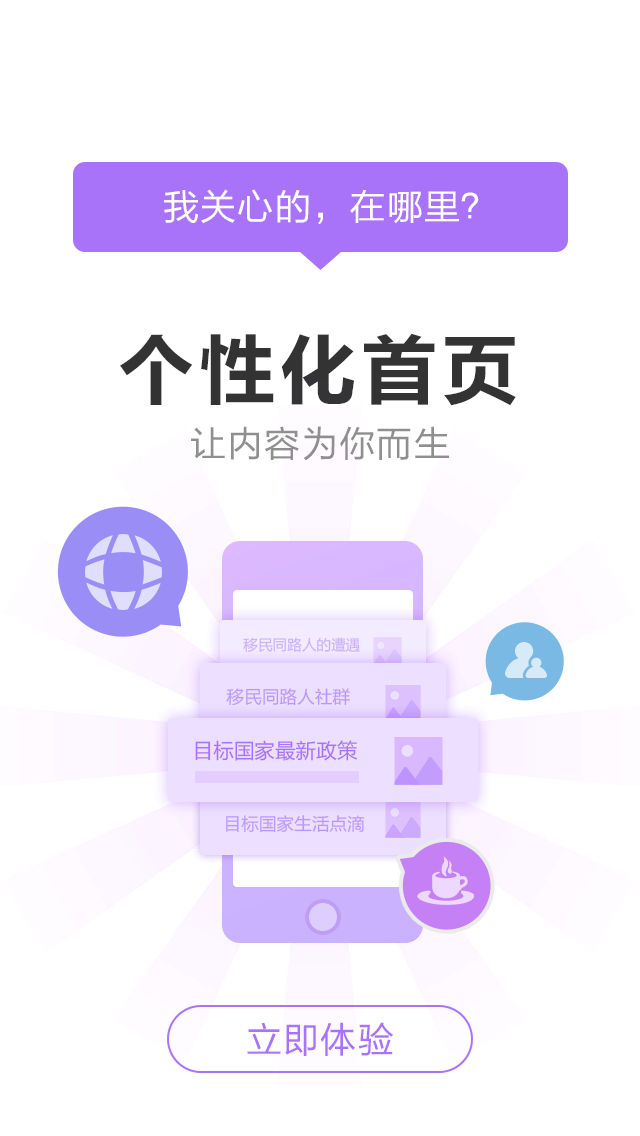 我关心的，在哪里？
个性化首页
让内容为你而生
移民同路人的遭遇
移民同路人社群
目标国家最新政策
目标国家生活点滴
立即体验